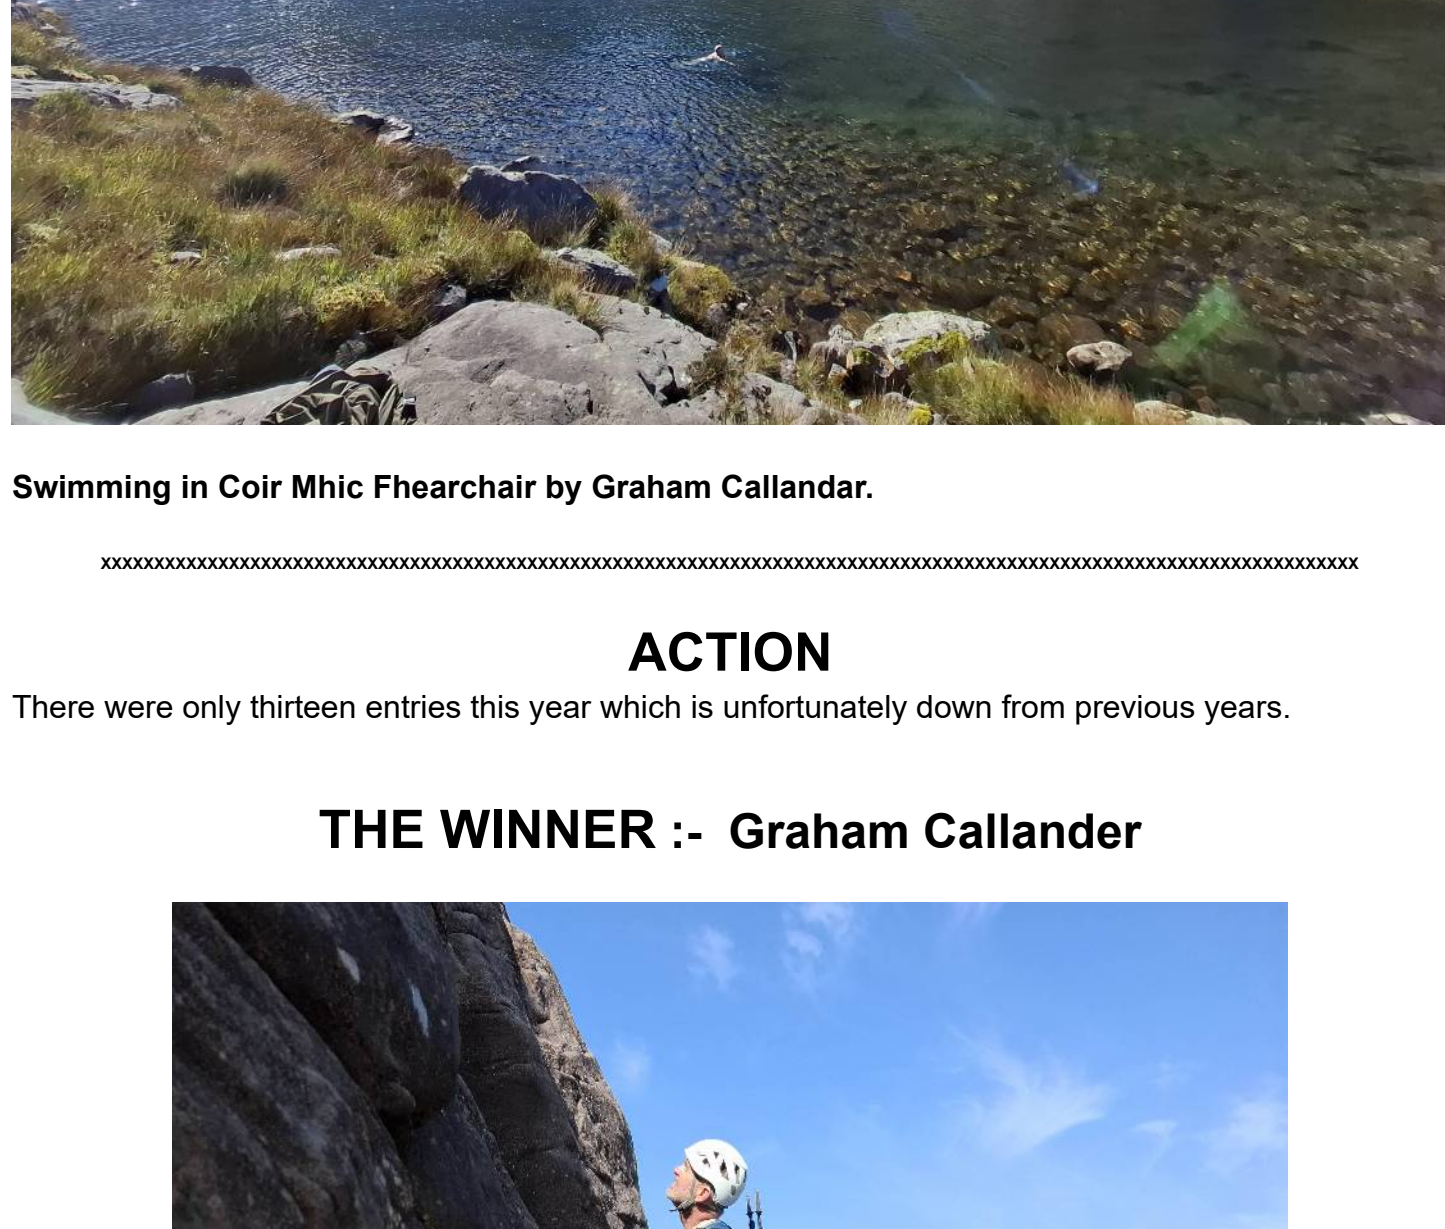 Swimming in Coir Mhic Fhearchair by Graham Callandar.
xxxxxxxxxxxxxxxxxxxxxxxxxxxxxxxxxxxxxxxxxxxxxxxxxxxxxxxxxxxxxxxxxxxxxxxxxxxxxxxxxxxxxxxxxxxxxxxxxxxxxxxxxxxxxxxxxxxxxx
ACTION
There were only thirteen entries this year which is unfortunately down from previous years.
THE WINNER :- Graham Callander